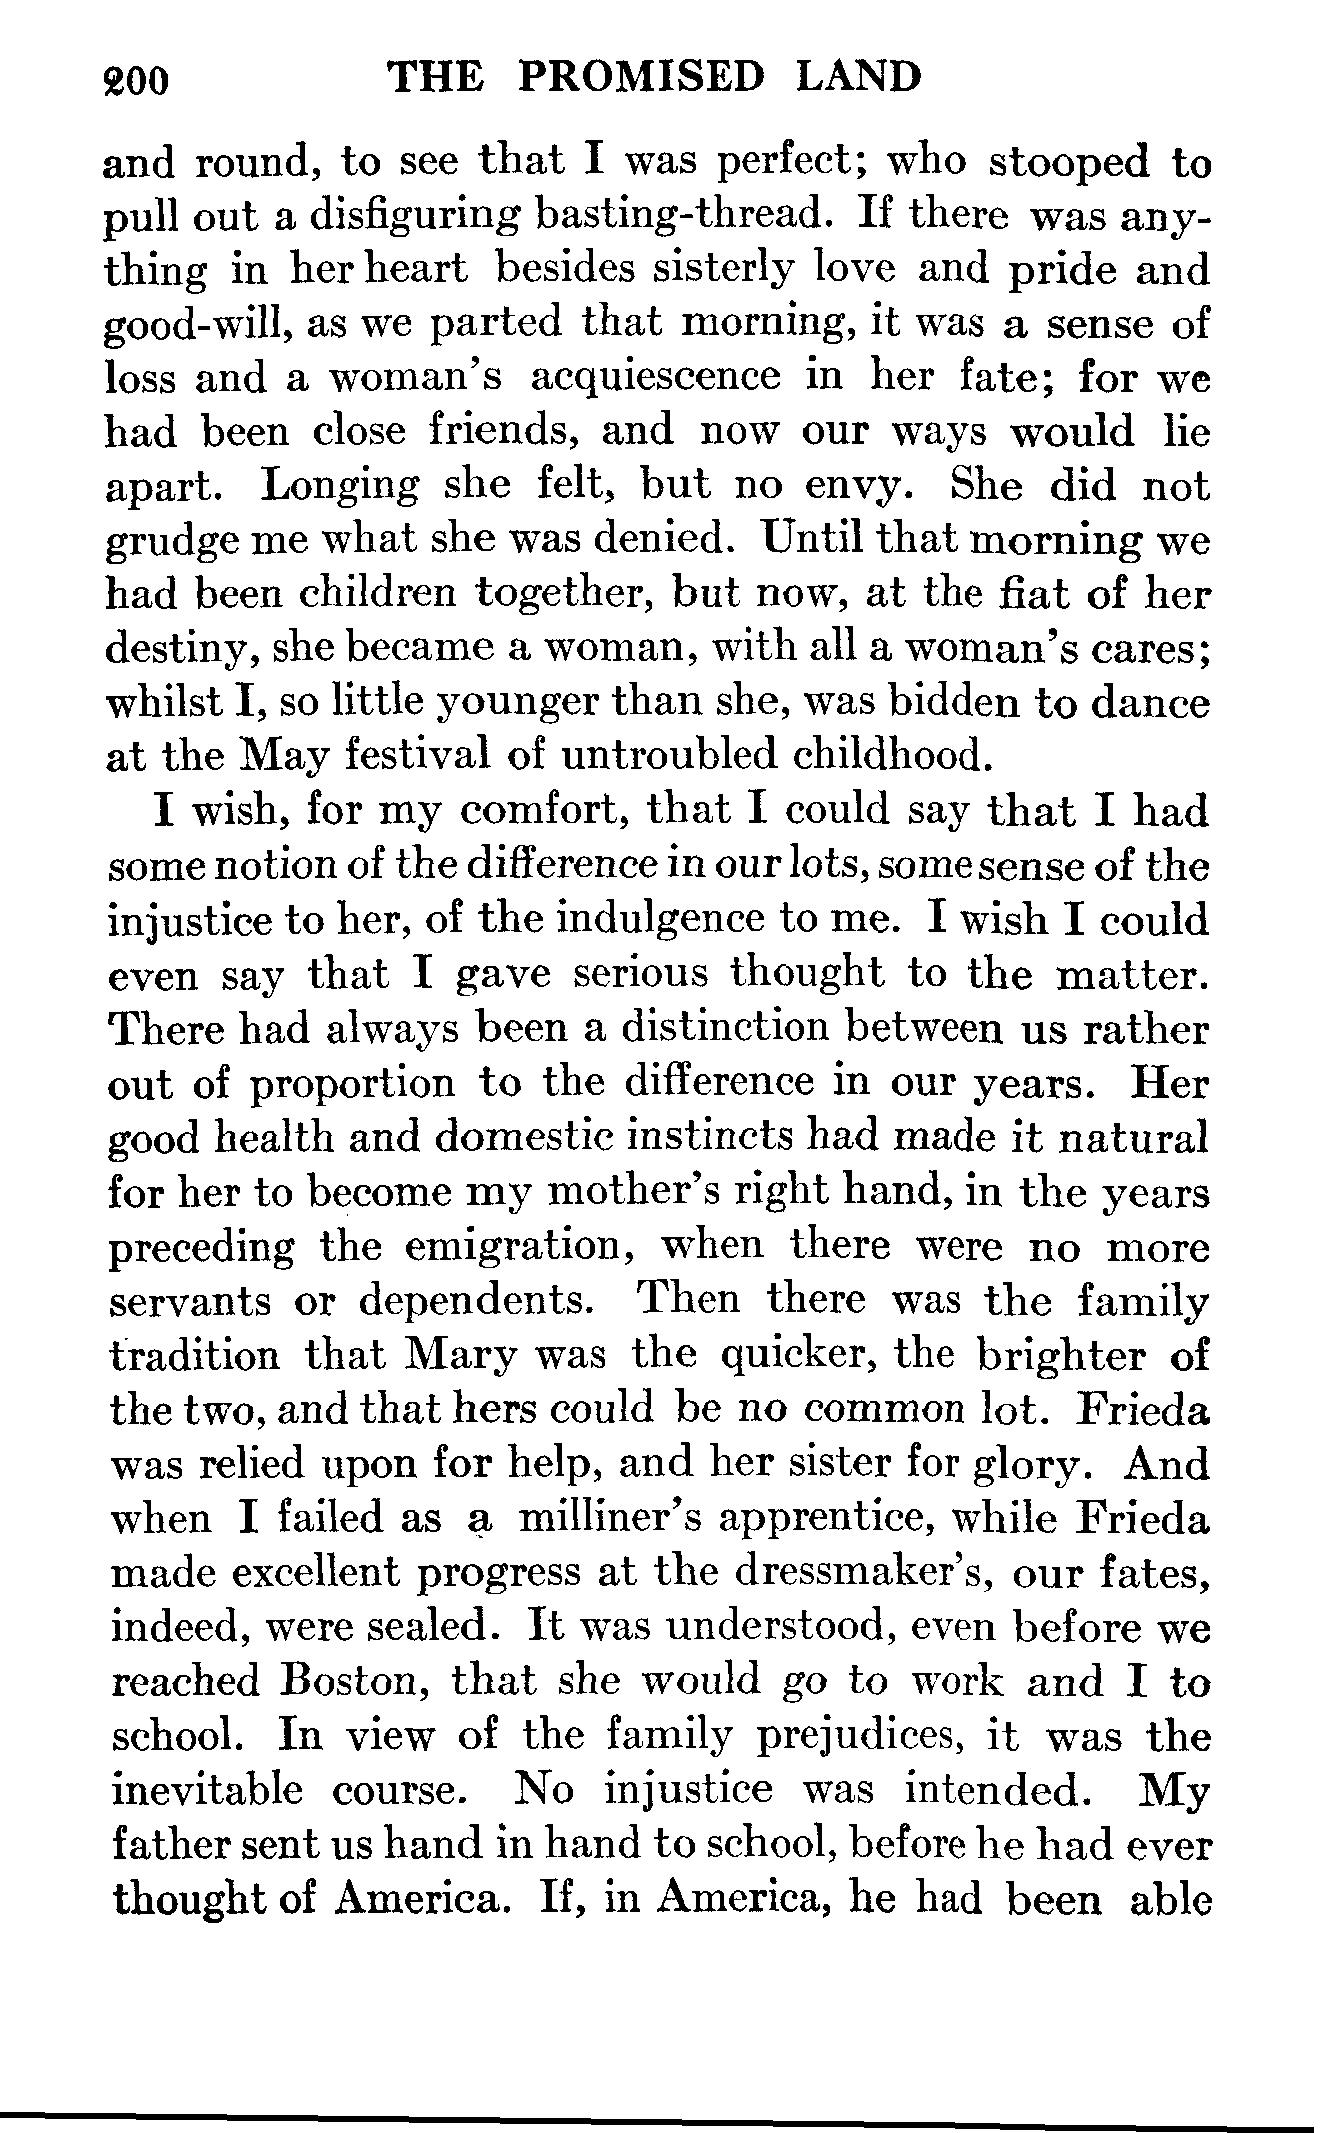 200 THE PROMISED LAND
and round, to see that I was perfect; who stooped to
pull out a disfiguring basting-thread. If there was any-
thing in her heart besides sisterly love and pride and
good-will, as we parted that morning, it was a sense of
loss and a woman's acquiescence in her fate; for we
had been close friends, and now our ways would lie
apart. Longing she felt, but no envy. She did not
grudge me what she was denied. Until that morning we
had been children together, but now, at the fiat of her
destiny, she became a woman, with all a woman's cares;
whilst I, so little younger than she, was bidden to dance
at the May festival of untroubled childhood.
I wish, for my comfort, that I could say that I had
some notion of the difference in our lots, some sense of the
injustice to her, of the indulgence to me. I wish I could
even say that I gave serious thought to the matter.
There had always been a distinction between us rather
out of proportion to the difference in our years. Her
good health and domestic instincts had made it natural
for her to become my mother's right hand, in the years
preceding the emigration, when there were no more
servants or dependents. Then there was the family
tradition that Mary was the quicker, the brighter of
the two, and that hers could be no common lot. Frieda
was relied upon for help, and her sister for glory. And
when I failed as a milliner's apprentice, while Frieda
made excellent progress at the dressmaker's, our fates,
indeed, were sealed. It was understood, even before we
reached Boston, that she would go to work and I to
school. In view of the family prejudices, it was the
inevitable course. No injustice was intended. My
father sent us hand in hand to school, before he had ever
thought of America. If, in America, he had been able